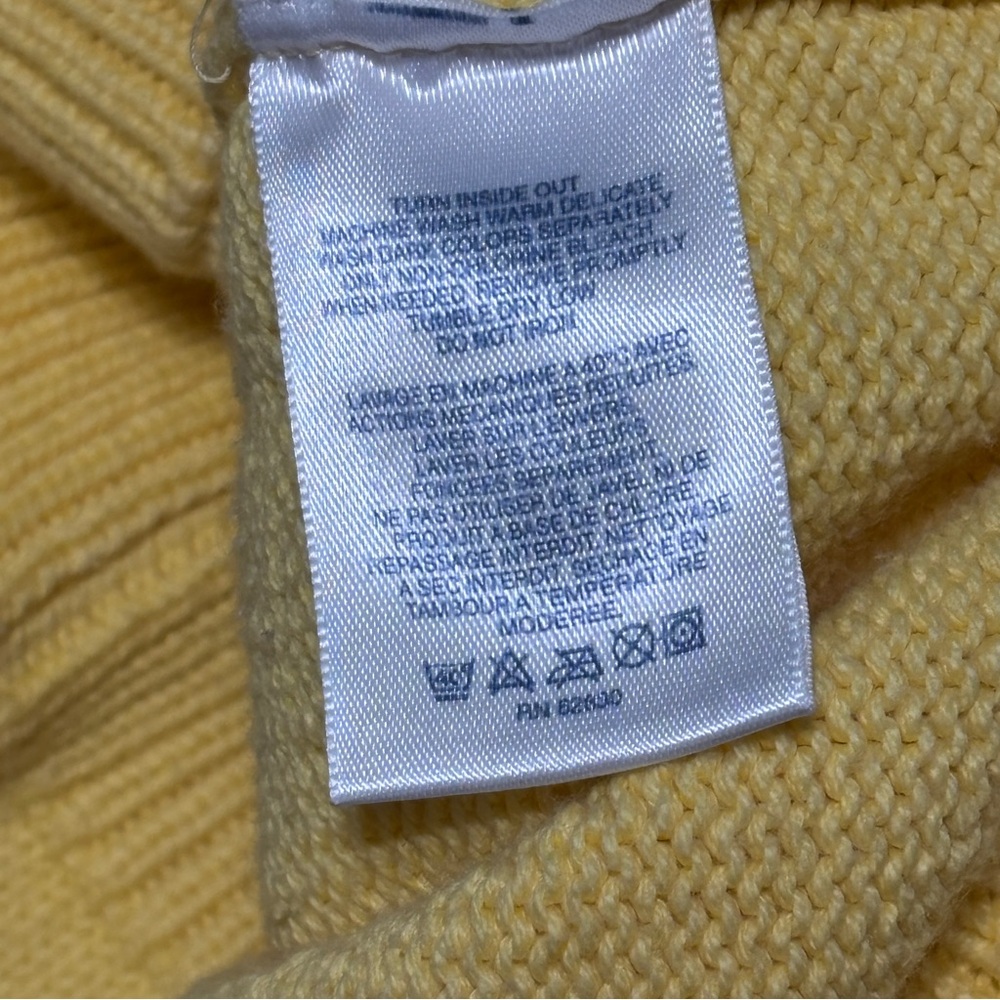 TURN INSIDE OUT
MACHINE WASH WARM DELICATE
WASH DARK COLORS SEPARATELY
ONLY NON-CHLORINE BLEACH
WHEN NEEDED REMOVE PROMPTLY
TUMBLE DRY LOW
DO NOT IRON
LAVAGE EN MACHINE A 40°C AVEC
ACTIONS MECANIQUES REDUITES
LAVER SUR L'ENVERS
LAVER LES COULEURS
FONCEES SEPAREMENT
NE PAS UTILISER DE JAVEL NI DE
PRODUIT A BASE DE CHLORE
REPASSAGE INTERDIT, NETTOYAGE
A SEC INTERDIT, SECHAGE EN
TAMBOUR A TEMPERATURE
MODEREE
40
RN